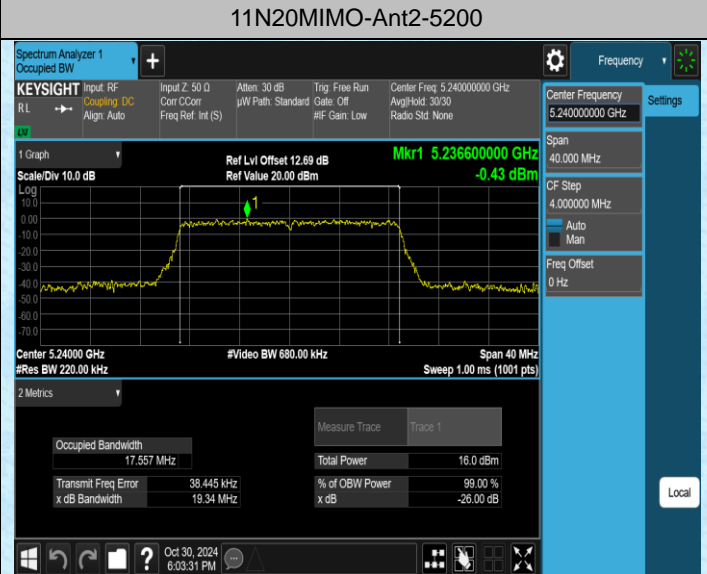 11N20MIMO-Ant2-5200
Spectrum Analyzer 1
Occupied BW
+
Frequency
KEYSIGHT
RL
LXI
Input: RF
Coupling: DC
Align: Auto
Input Z: 50 Ω
Corr CCorr
Freq Ref: Int (S)
Atten: 30 dB
µW Path: Standard
Trig: Free Run
Gate: Off
#IF Gain: Low
Center Freq: 5.240000000 GHz
Avg|Hold: 30/30
Radio Std: None
Center Frequency
5.240000000 GHz
Settings
Span
40.000 MHz
CF Step
4.000000 MHz
Auto
Man
Freq Offset
0 Hz
Local
1 Graph
Scale/Div 10.0 dB
Ref Lvl Offset 12.69 dB
Ref Value 20.00 dBm
Mkr1 5.236600000 GHz
-0.43 dBm
Log
10.0
0.00
-10.0
-20.0
-30.0
-40.0
-50.0
-60.0
-70.0
1
Center 5.24000 GHz
#Res BW 220.00 kHz
#Video BW 680.00 kHz
Span 40 MHz
Sweep 1.00 ms (1001 pts)
2 Metrics
Measure Trace Trace 1
Occupied Bandwidth
17.557 MHz
Total Power 16.0 dBm
Transmit Freq Error 38.445 kHz
x dB Bandwidth 19.34 MHz
% of OBW Power 99.00 %
x dB -26.00 dB
?
Oct 30, 2024
6:03:31 PM